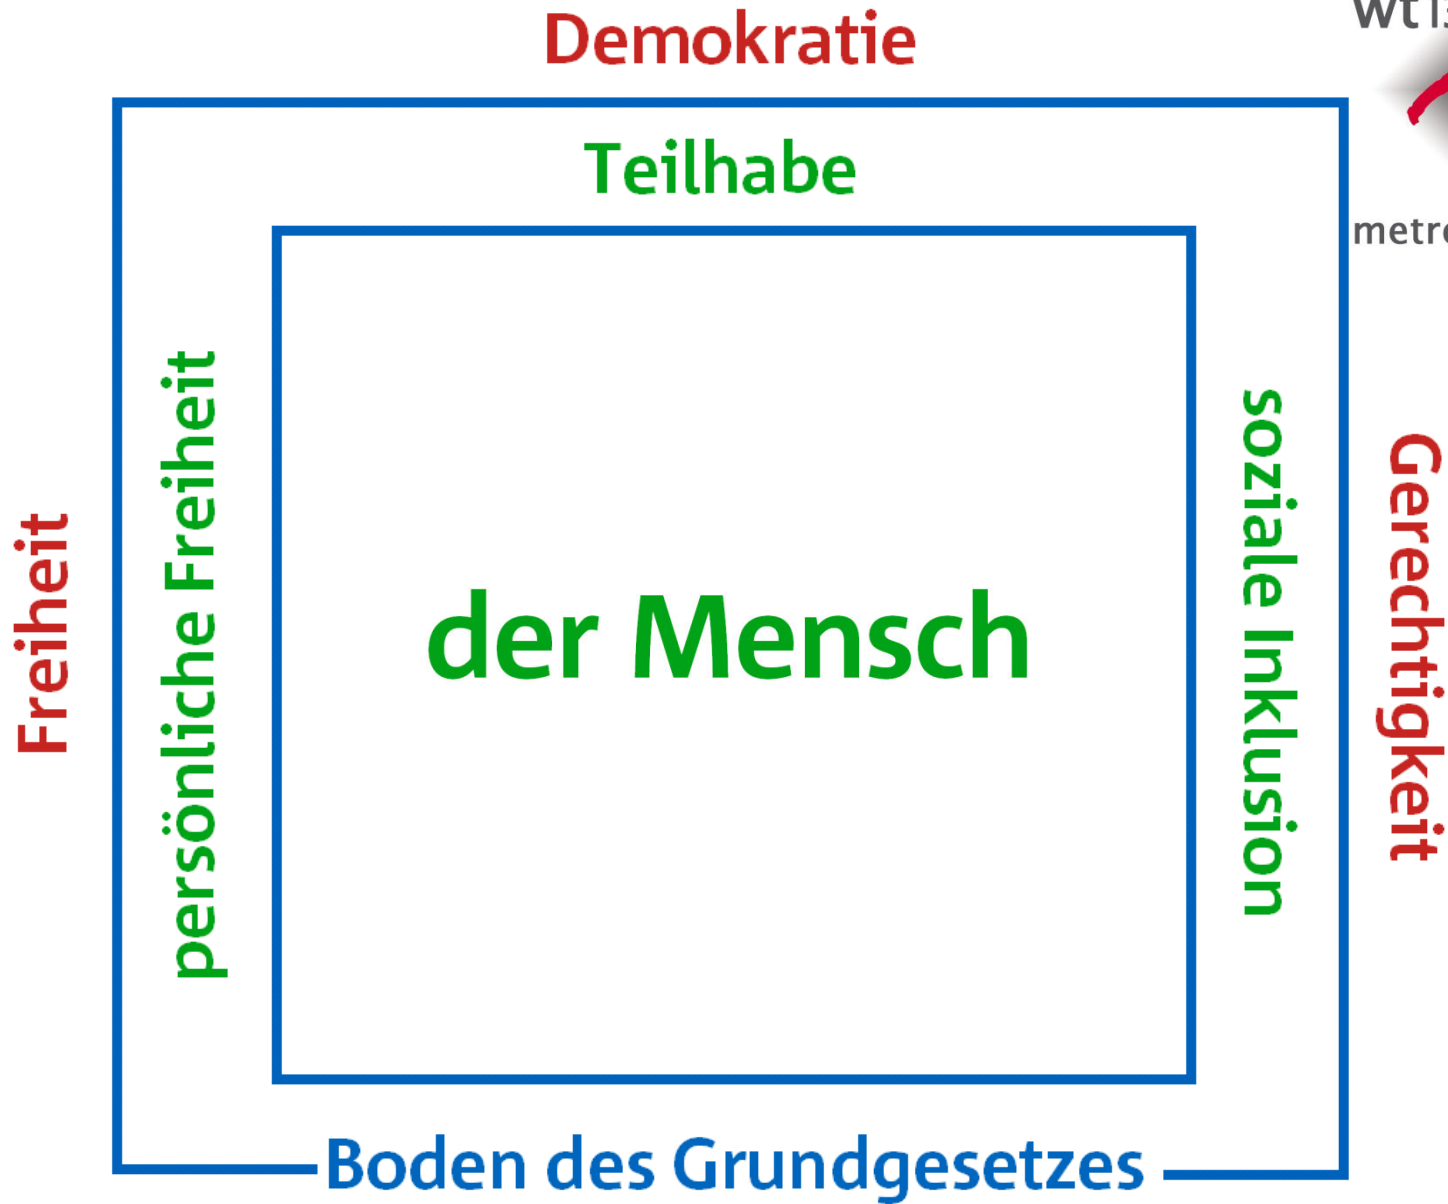 Demokratie
Teilhabe
Freiheit
persönliche Freiheit
der Mensch
soziale Inklusion
Gerechtigkeit
Boden des Grundgesetzes